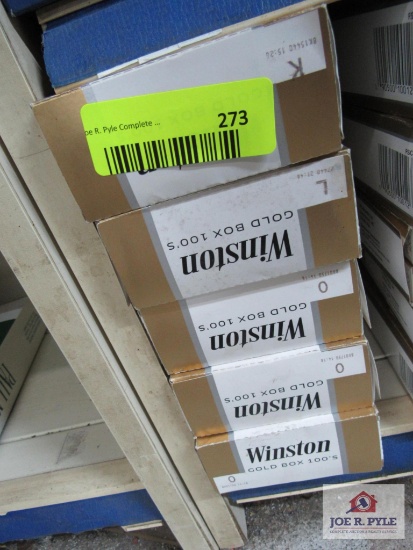 K
oe R. Pyle Complete ...
273
L
Winston
GOLD BOX 100'S
O
Winston
GOLD BOX 100'S
O
Winston
GOLD BOX 100'S
Winston
GOLD BOX 100'S
O
JOE R. PYLE